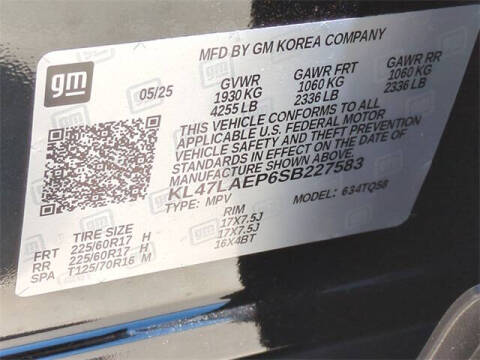 gm
MFD BY GM KOREA COMPANY
05/25 GVWR GAWR FRT GAWR RR
1930 KG 1060 KG 1060 KG
4255 LB 2336 LB 2336 LB
THIS VEHICLE CONFORMS TO ALL
APPLICABLE U.S. FEDERAL MOTOR
VEHICLE SAFETY AND THEFT PREVENTION
STANDARDS IN EFFECT ON THE DATE OF
MANUFACTURE SHOWN ABOVE.
KL47LAEP6SB227583
TYPE: MPV MODEL: 634TQ58
TIRE SIZE RIM
FRT 225/60R17 H 17X7.5J
RR 225/60R17 H 17X7.5J
SPA T125/70R16 M 16X4BT